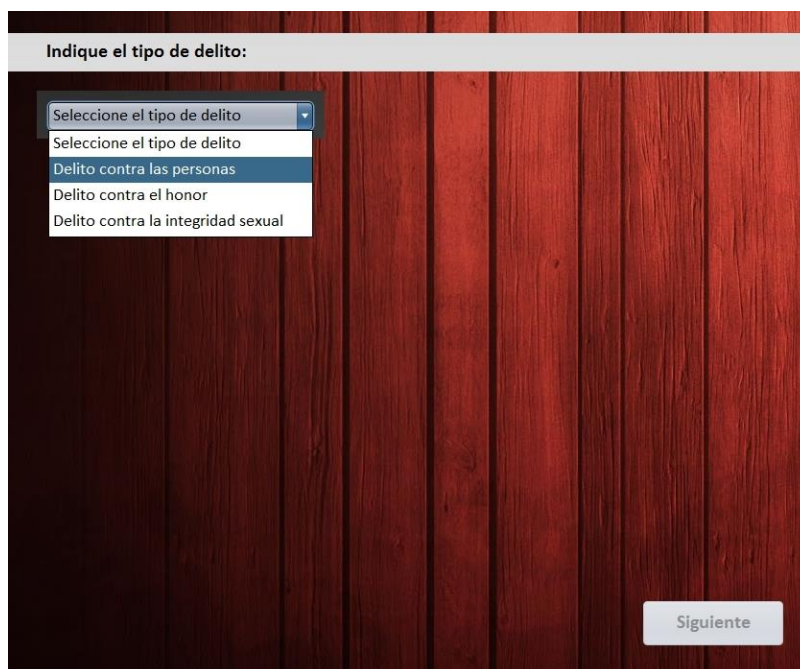 Indique el tipo de delito:
Seleccione el tipo de delito
Seleccione el tipo de delito
Delito contra las personas
Delito contra el honor
Delito contra la integridad sexual
Siguiente